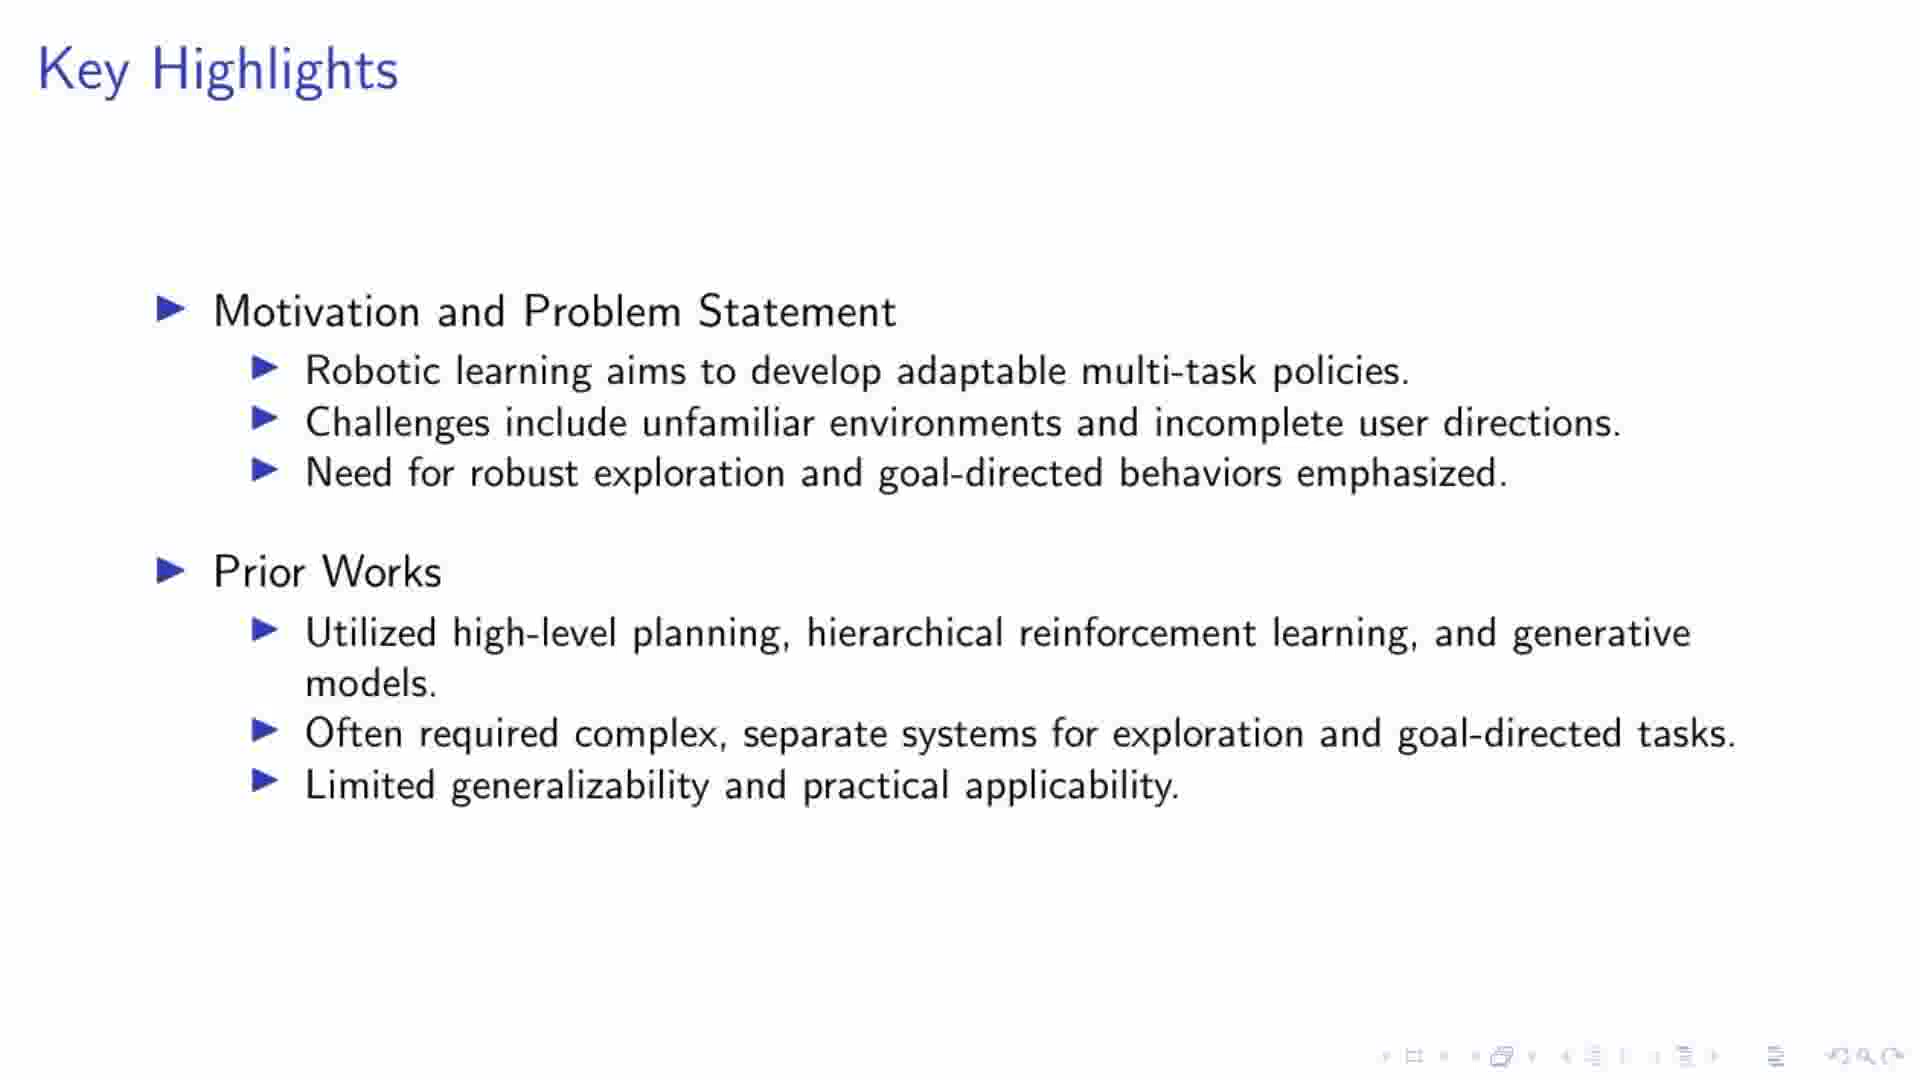 Key Highlights
Motivation and Problem Statement
Robotic learning aims to develop adaptable multi-task policies.
Challenges include unfamiliar environments and incomplete user directions.
Need for robust exploration and goal-directed behaviors emphasized.
Prior Works
Utilized high-level planning, hierarchical reinforcement learning, and generative
models.
Often required complex, separate systems for exploration and goal-directed tasks.
Limited generalizability and practical applicability.